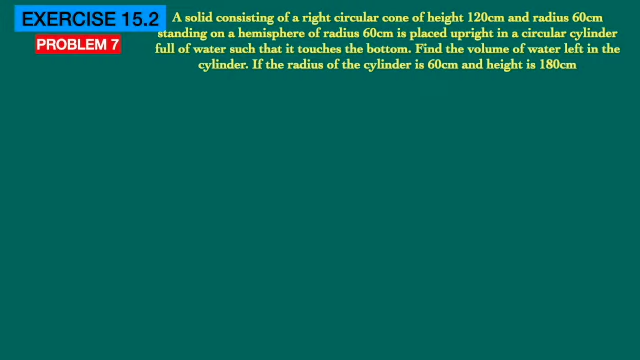 EXERCISE 15.2
PROBLEM 7
A solid consisting of a right circular cone of height 120cm and radius 60cm
standing on a hemisphere of radius 60cm is placed upright in a circular cylinder
full of water such that it touches the bottom. Find the volume of water left in the
cylinder. If the radius of the cylinder is 60cm and height is 180cm